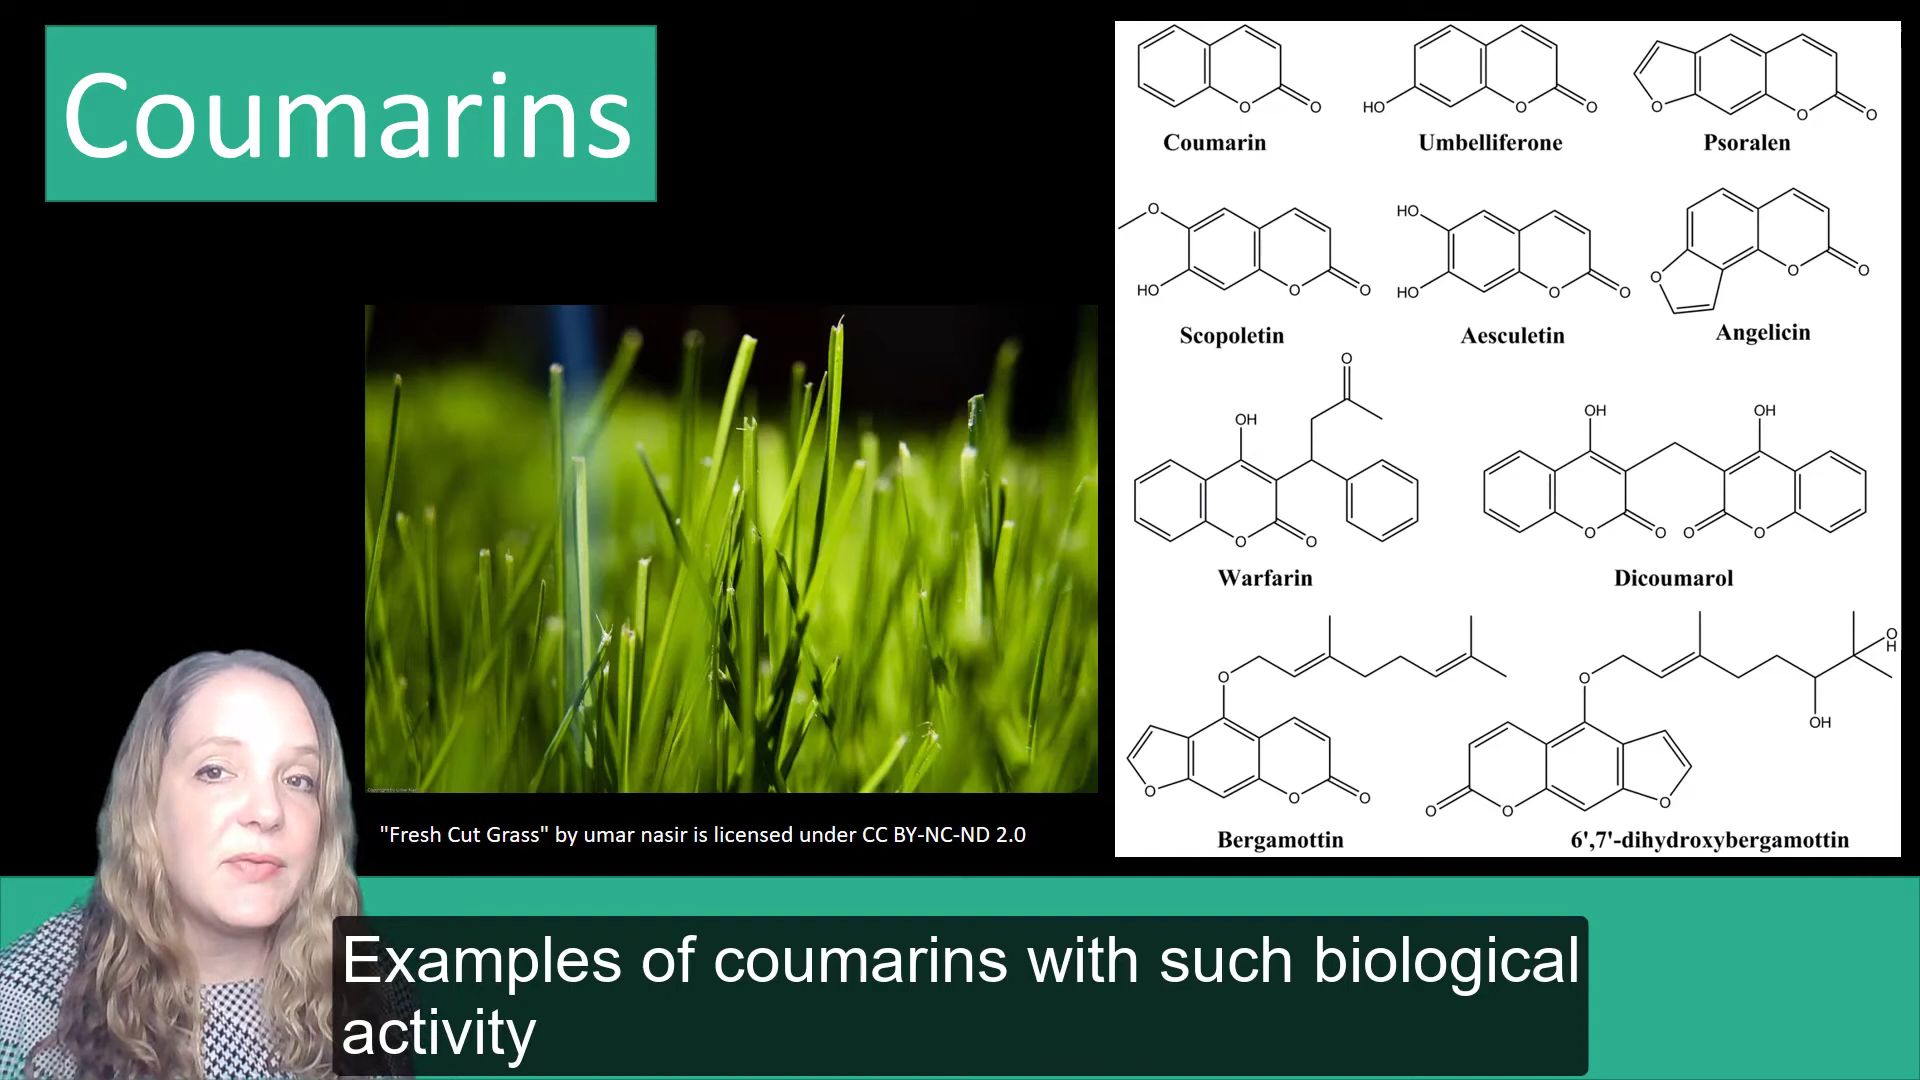 Coumarins
O
O
Coumarin
HO
O
O
Umbelliferone
O
O
O
Psoralen
O
HO
O
O
Scopoletin
HO
HO
O
O
Aesculetin
O
O
O
Angelicin
O
OH
O
O
Warfarin
OH
OH
O
O
O
O
Dicoumarol
O
O
O
O
Bergamottin
O
O
H
OH
O
O
O
6',7'-dihydroxybergamottin
"Fresh Cut Grass" by umar nasir is licensed under CC BY-NC-ND 2.0
Examples of coumarins with such biological
activity